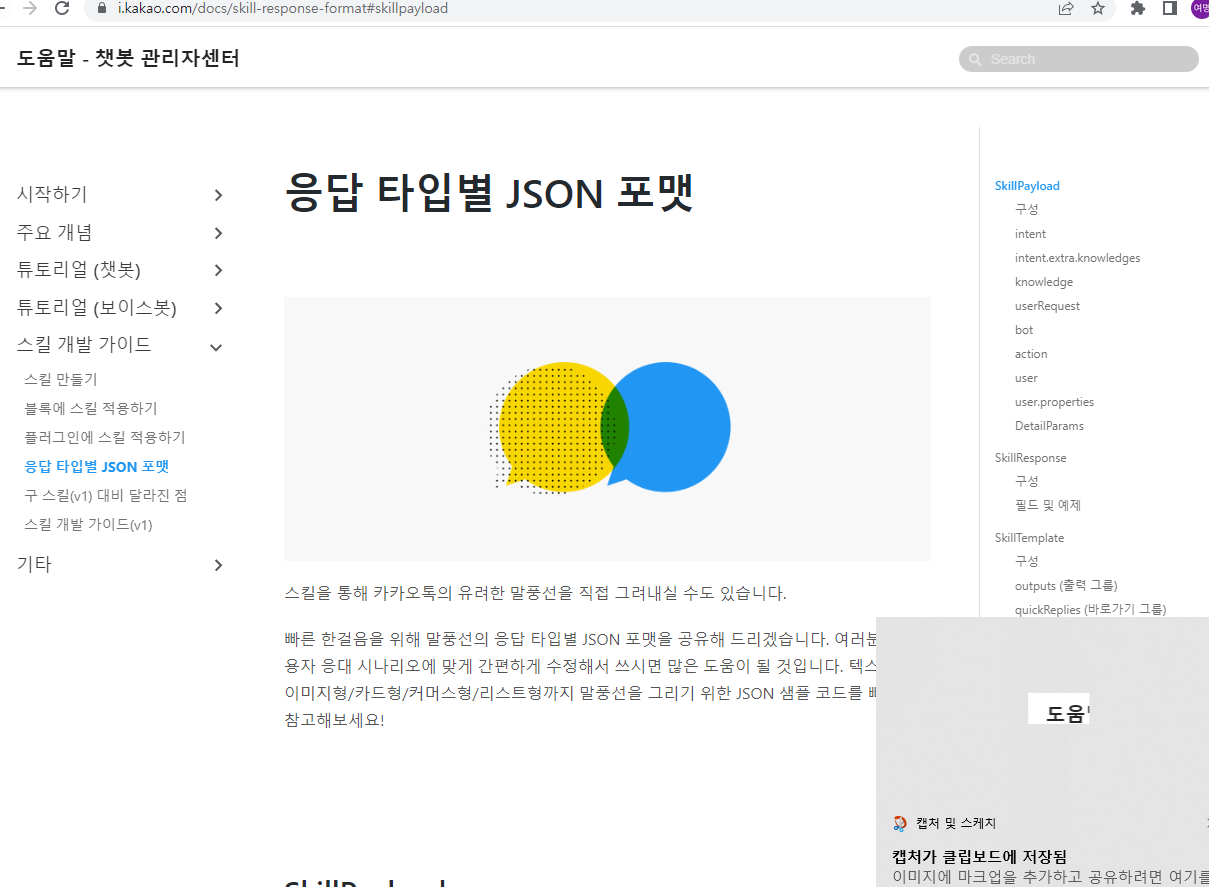 i.kakao.com/docs/skill-response-format#skillpayload
여명
도움말 - 챗봇 관리자센터
Search
시작하기
주요 개념
튜토리얼 (챗봇)
튜토리얼 (보이스봇)
스킬 개발 가이드
스킬 만들기
블록에 스킬 적용하기
플러그인에 스킬 적용하기
응답 타입별 JSON 포맷
구 스킬(v1) 대비 달라진 점
스킬 개발 가이드(v1)
기타
응답 타입별 JSON 포맷
스킬을 통해 카카오톡의 유려한 말풍선을 직접 그려내실 수도 있습니다.
빠른 한걸음을 위해 말풍선의 응답 타입별 JSON 포맷을 공유해 드리겠습니다. 여러분
용자 응대 시나리오에 맞게 간편하게 수정해서 쓰시면 많은 도움이 될 것입니다. 텍스
이미지형/카드형/커머스형/리스트형까지 말풍선을 그리기 위한 JSON 샘플 코드를
참고해보세요!
SkillPayload
SkillPayload
구성
intent
intent.extra.knowledges
knowledge
userRequest
bot
action
user
user.properties
DetailParams
SkillResponse
구성
필드 및 예제
SkillTemplate
구성
outputs (출력 그룹)
quickReplies (바로가기 그룹)
도움
캡처 및 스케치
캡처가 클립보드에 저장됨
이미지에 마크업을 추가하고 공유하려면 여기를